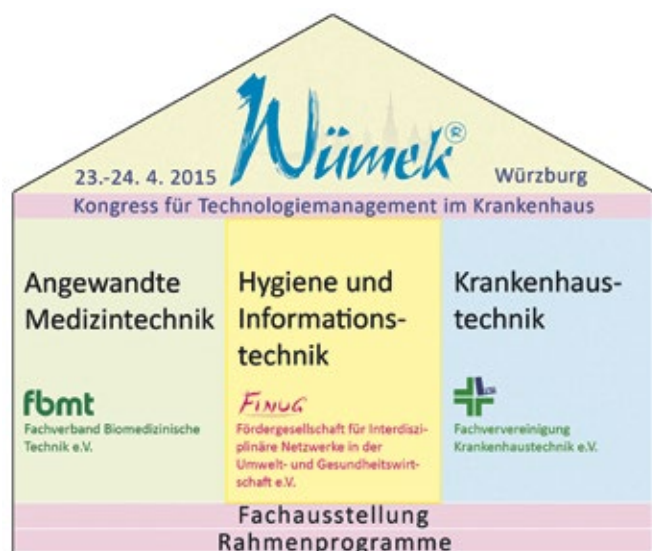 Wümek®
23.-24. 4. 2015
Würzburg
Kongress für Technologiemanagement im Krankenhaus
Angewandte
Medizintechnik
fbmt
Fachverband Biomedizinische
Technik e.V.
Hygiene und
Informations-
technik
FINUG
Fördergesellschaft für Interdiszi-
plinäre Netzwerke in der
Umwelt- und Gesundheitswirt-
schaft e.V.
Krankenhaus-
technik
Fachververeinigung
Krankenhaustechnik e.V.
Fachausstellung
Rahmenprogramme